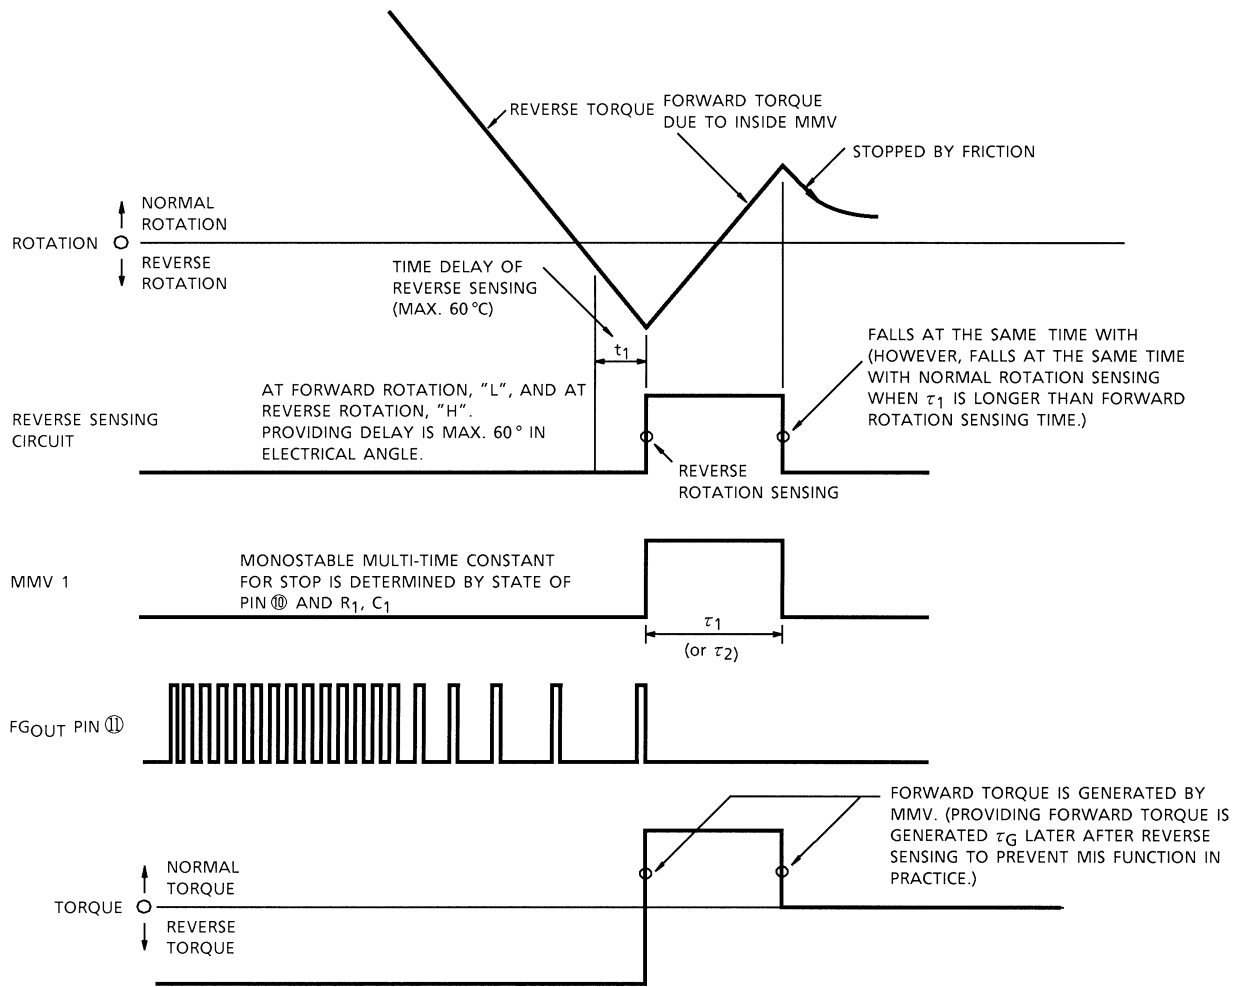 REVERSE TORQUE
FORWARD TORQUE
DUE TO INSIDE MMV
STOPPED BY FRICTION
NORMAL
ROTATION
ROTATION
REVERSE
ROTATION
TIME DELAY OF
REVERSE SENSING
(MAX. 60°C)
t1
FALLS AT THE SAME TIME WITH
(HOWEVER, FALLS AT THE SAME TIME
WITH NORMAL ROTATION SENSING
WHEN τ1 IS LONGER THAN FORWARD
ROTATION SENSING TIME.)
AT FORWARD ROTATION, "L", AND AT
REVERSE ROTATION, "H".
PROVIDING DELAY IS MAX. 60° IN
ELECTRICAL ANGLE.
REVERSE SENSING
CIRCUIT
REVERSE
ROTATION SENSING
MONOSTABLE MULTI-TIME CONSTANT
FOR STOP IS DETERMINED BY STATE OF
PIN ⑩ AND R1, C1
MMV 1
τ1
(or τ2)
FGOUT PIN ⑪
FORWARD TORQUE IS GENERATED BY
MMV. (PROVIDING FORWARD TORQUE IS
GENERATED τG LATER AFTER REVERSE
SENSING TO PREVENT MIS FUNCTION IN
PRACTICE.)
NORMAL
TORQUE
TORQUE
REVERSE
TORQUE